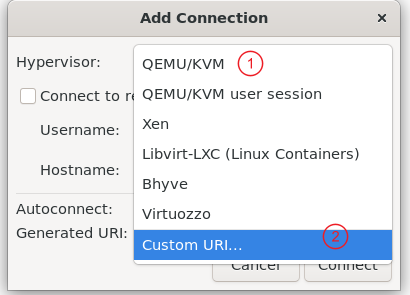 Add Connection ×
Hypervisor:
QEMU/KVM 1
QEMU/KVM user session
Connect to re
Xen
Username:
Libvirt-LXC (Linux Containers)
Hostname:
Bhyve
Autoconnect:
Virtuozzo
Generated URI:
Custom URI... 2
Cancel Connect